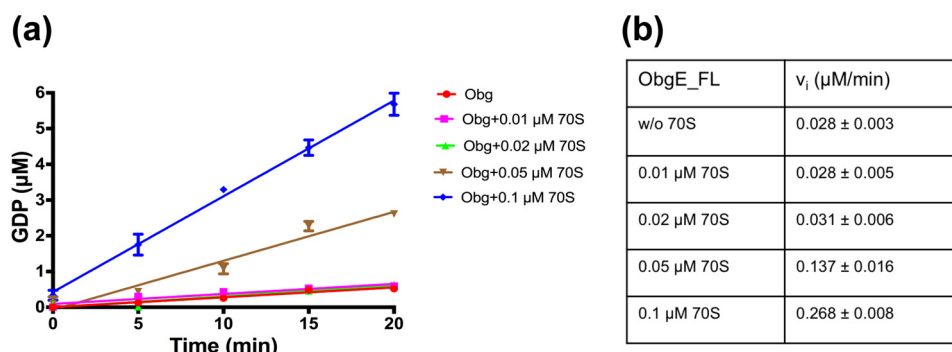 (a)
GDP (µM)
6
5
4
3
2
1
0
0 5 10 15 20
Time (min)
Obg
Obg+0.01 µM 70S
Obg+0.02 µM 70S
Obg+0.05 µM 70S
Obg+0.1 µM 70S
(b)
ObgE_FL vᵢ (µM/min)
w/o 70S 0.028 ± 0.003
0.01 µM 70S 0.028 ± 0.005
0.02 µM 70S 0.031 ± 0.006
0.05 µM 70S 0.137 ± 0.016
0.1 µM 70S 0.268 ± 0.008